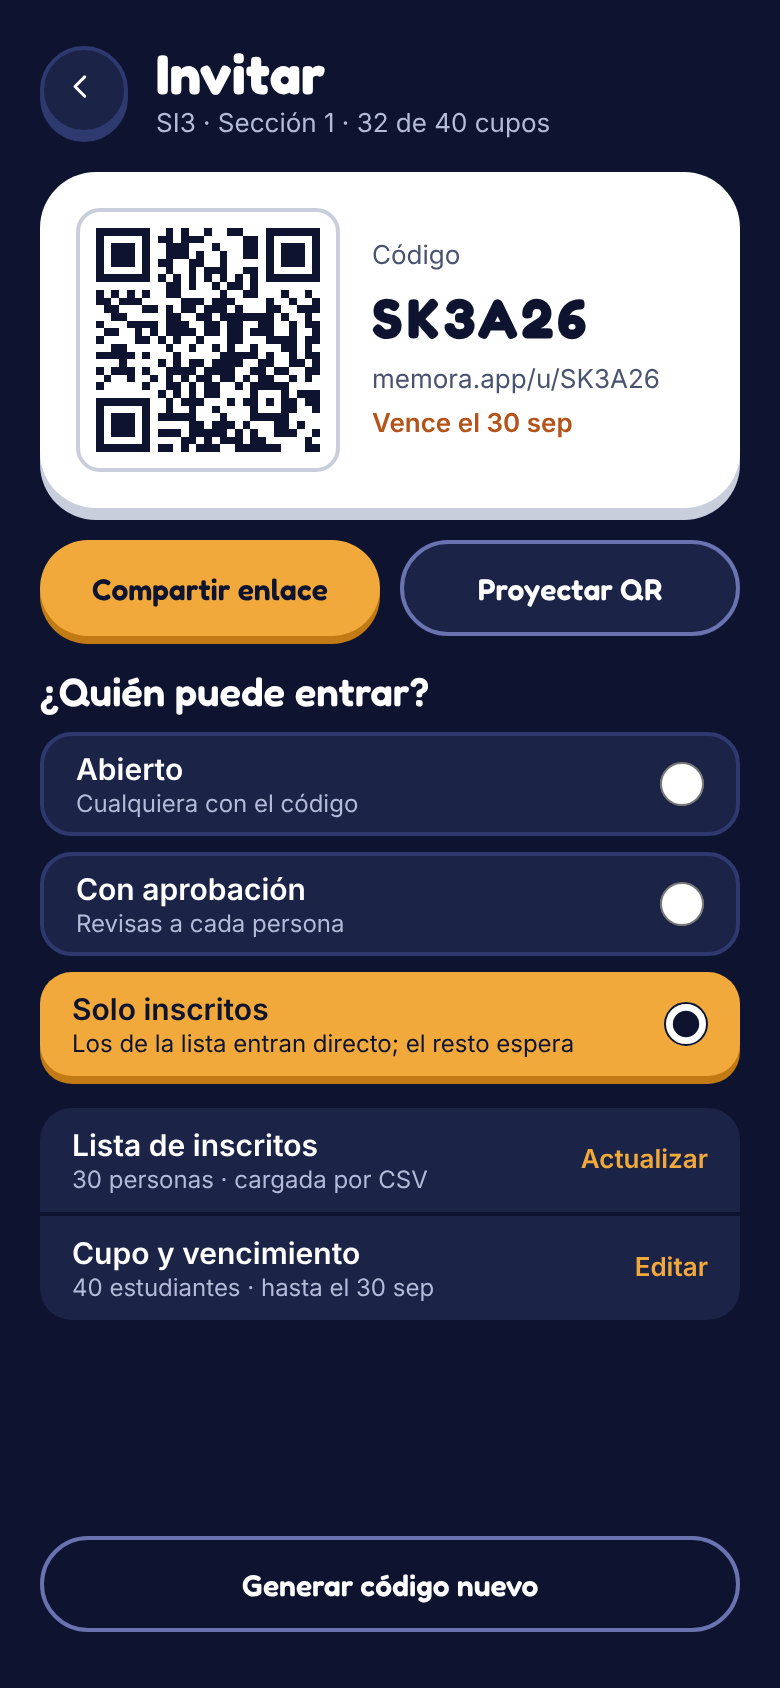 Invitar
SI3 · Sección 1 · 32 de 40 cupos
Código
SK3A26
memora.app/u/SK3A26
Vence el 30 sep
Compartir enlace
Proyectar QR
¿Quién puede entrar?
Abierto
Cualquiera con el código
Con aprobación
Revisas a cada persona
Solo inscritos
Los de la lista entran directo; el resto espera
Lista de inscritos
30 personas · cargada por CSV
Actualizar
Cupo y vencimiento
40 estudiantes · hasta el 30 sep
Editar
Generar código nuevo